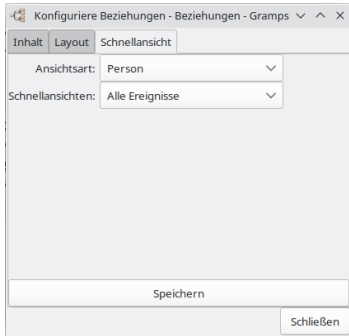 Konfiguriere Beziehungen - Beziehungen - Gramps
Inhalt Layout Schnellansicht
Ansichtsart: Person
Schnellansichten: Alle Ereignisse
Speichern
Schließen